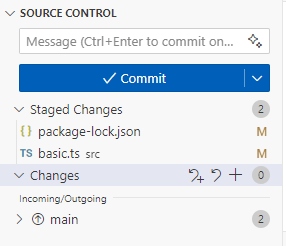 SOURCE CONTROL
Message (Ctrl+Enter to commit on...
Commit
Staged Changes 2
{ } package-lock.json M
TS basic.ts src M
Changes 0
Incoming/Outgoing
main 2